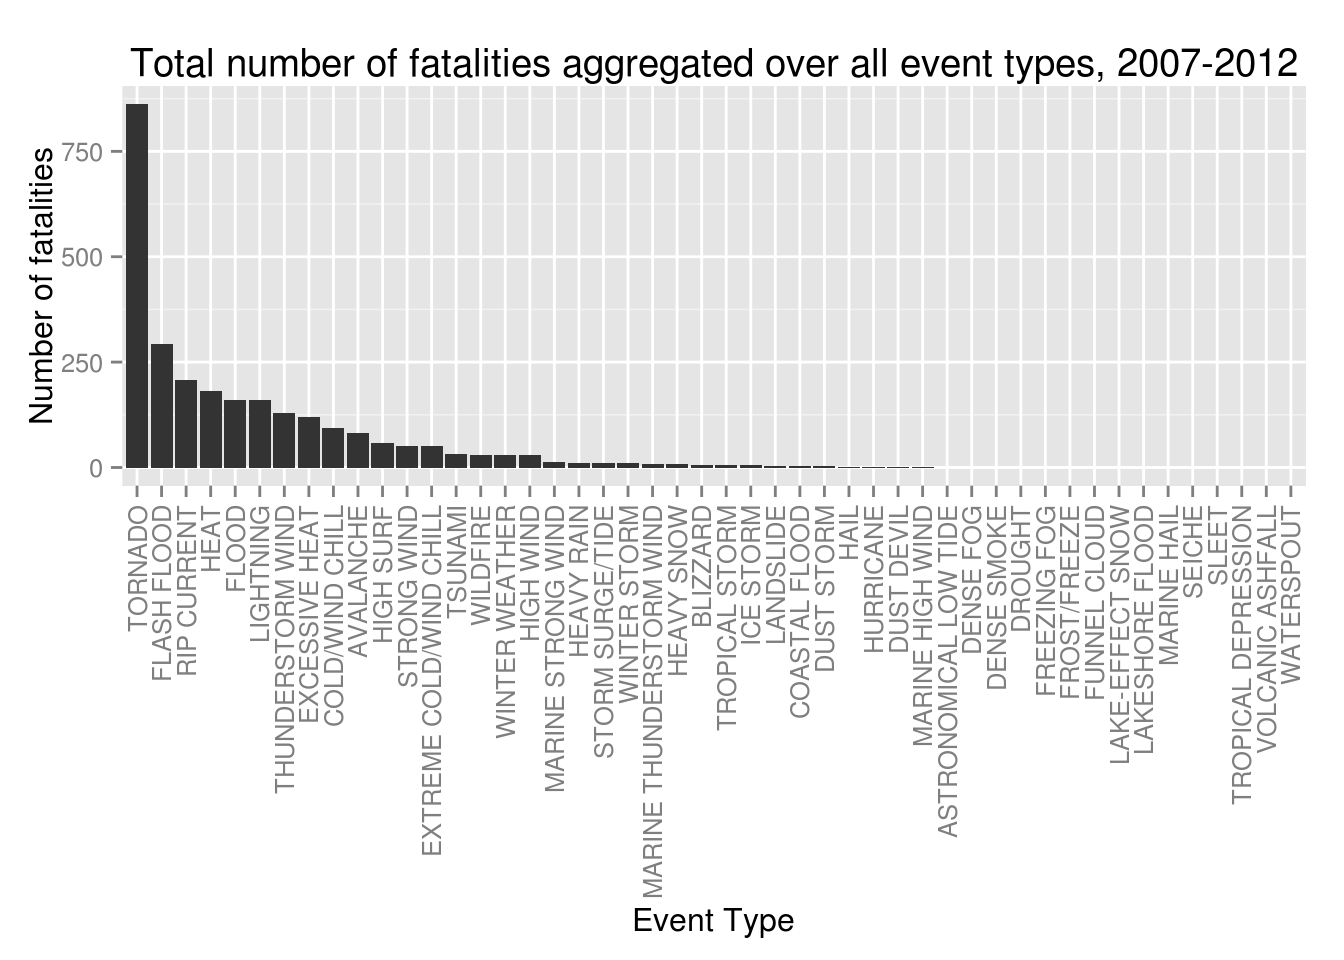 Total number of fatalities aggregated over all event types, 2007-2012
Number of fatalities
750
500
250
0
TORNADO
FLASH FLOOD
RIP CURRENT
HEAT
FLOOD
LIGHTNING
THUNDERSTORM WIND
EXCESSIVE HEAT
COLD/WIND CHILL
AVALANCHE
HIGH SURF
STRONG WIND
EXTREME COLD/WIND CHILL
TSUNAMI
WILDFIRE
WINTER WEATHER
HIGH WIND
MARINE STRONG WIND
HEAVY RAIN
STORM SURGE/TIDE
WINTER STORM
MARINE THUNDERSTORM WIND
HEAVY SNOW
BLIZZARD
TROPICAL STORM
ICE STORM
LANDSLIDE
COASTAL FLOOD
DUST STORM
HAIL
HURRICANE
DUST DEVIL
MARINE HIGH WIND
ASTRONOMICAL LOW TIDE
DENSE FOG
DENSE SMOKE
DROUGHT
FREEZING FOG
FROST/FREEZE
FUNNEL CLOUD
LAKE-EFFECT SNOW
LAKESHORE FLOOD
MARINE HAIL
SEICHE
SLEET
TROPICAL DEPRESSION
VOLCANIC ASHFALL
WATERSPOUT
Event Type